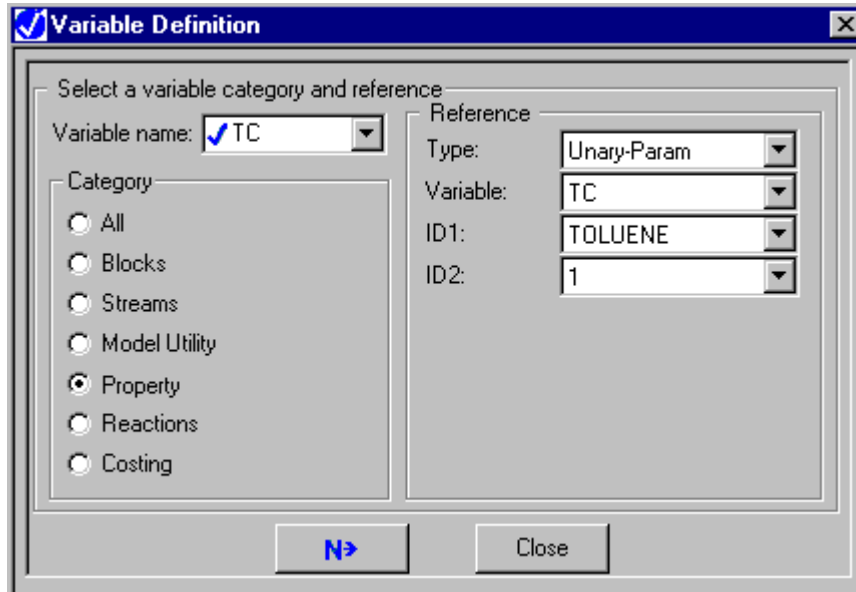 Variable Definition
Select a variable category and reference
Variable name: TC
Category
All
Blocks
Streams
Model Utility
Property
Reactions
Costing
Reference
Type: Unary-Param
Variable: TC
ID1: TOLUENE
ID2: 1
N
Close